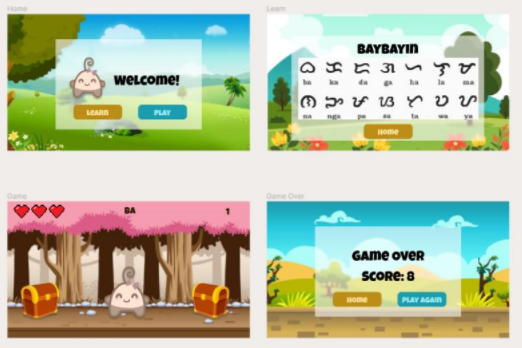 Home
Welcome!
Learn
Play
Learn
Baybayin
ᜊ ᜃ ᜇ ᜄ ᜑ ᜎ ᜋ
ba ka da ga ha la ma
ᜈ ᜅ ᜉ ᜐ ᜆ ᜏ ᜌ
na nga pa sa ta wa ya
Home
Game
BA 1
Game Over
Game over
Score: 8
Home
Play again